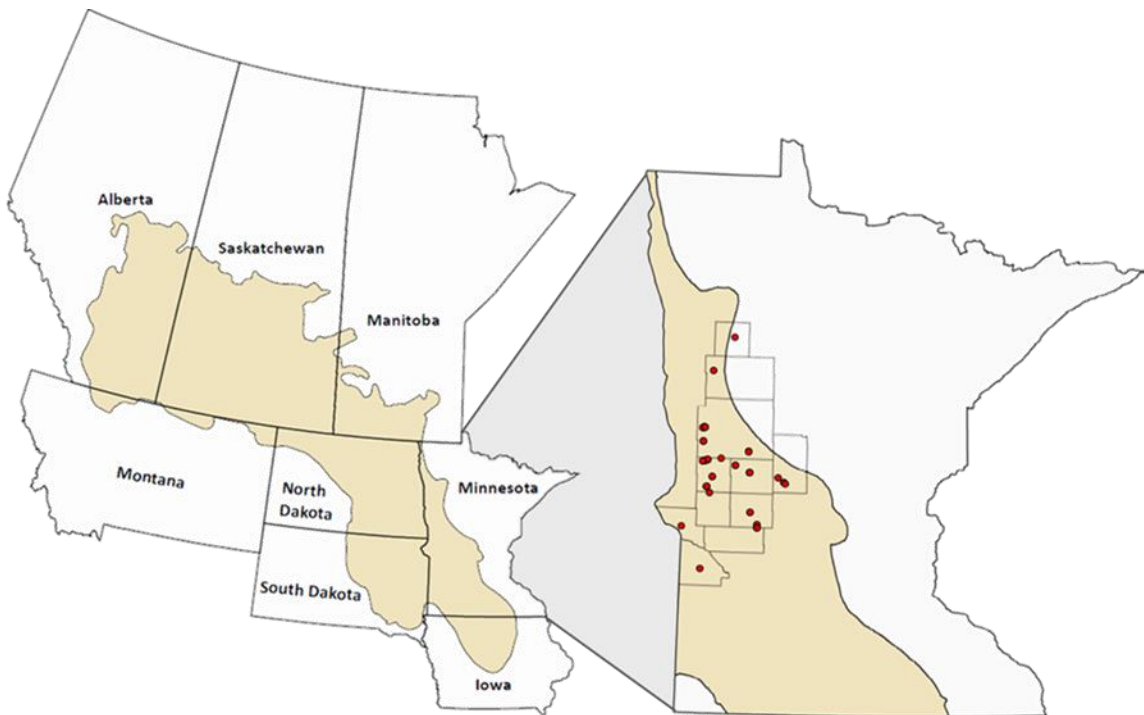 Alberta
Saskatchewan
Manitoba
Montana
North
Dakota
Minnesota
South Dakota
Iowa